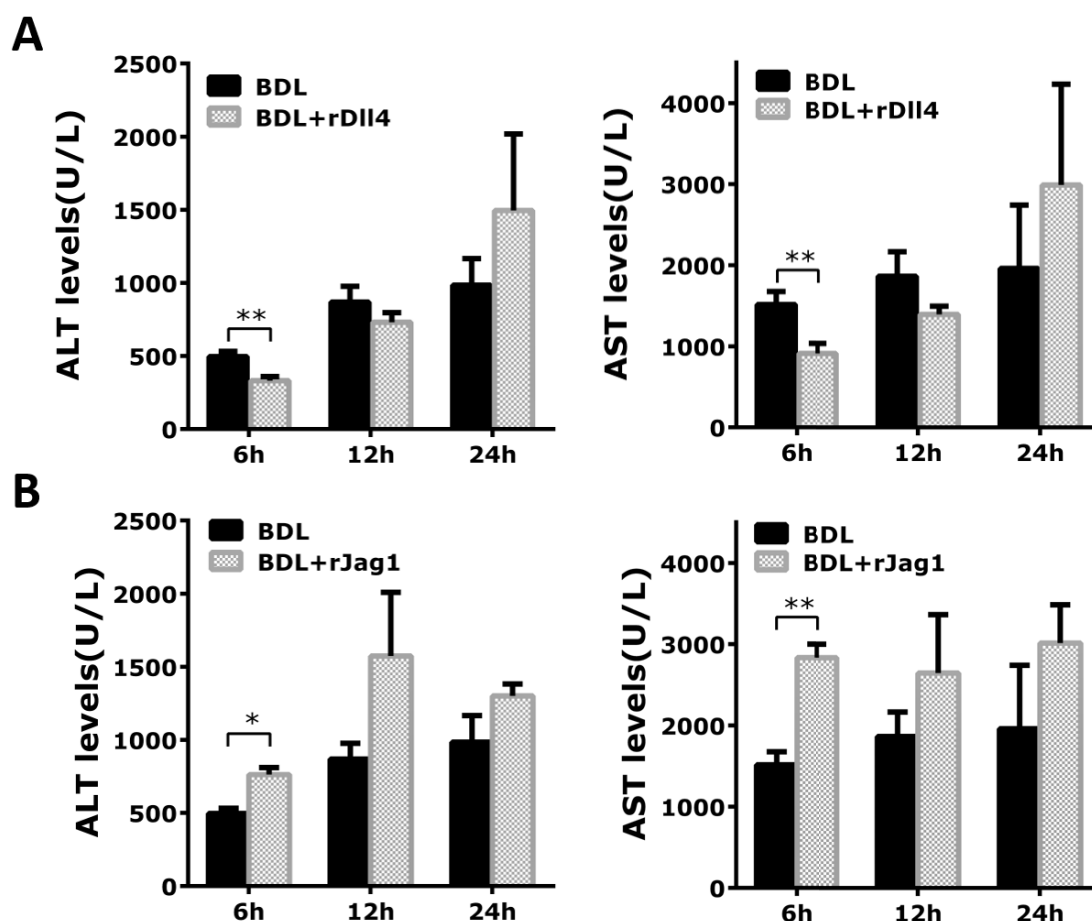 A
ALT levels(U/L)
2500
2000
1500
1000
500
0
BDL
BDL+rDll4
**
6h 12h 24h
AST levels(U/L)
4000
3000
2000
1000
0
BDL
BDL+rDll4
**
6h 12h 24h
B
ALT levels(U/L)
2500
2000
1500
1000
500
0
BDL
BDL+rJag1
*
6h 12h 24h
AST levels(U/L)
4000
3000
2000
1000
0
BDL
BDL+rJag1
**
6h 12h 24h